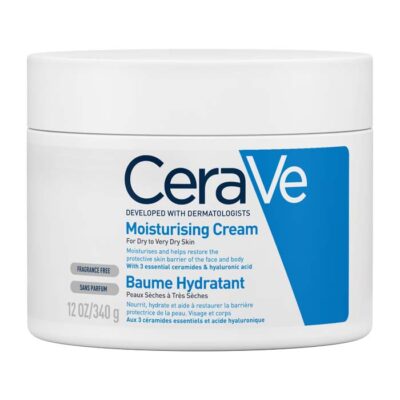 CeraVe
DEVELOPED WITH DERMATOLOGISTS
Moisturising Cream
For Dry to Very Dry Skin
Moisturises and helps restore the
protective skin barrier of the face and body
With 3 essential ceramides & hyaluronic acid
FRAGRANCE FREE
SANS PARFUM
Baume Hydratant
Peaux Sèches à Très Sèches
Nourrit, hydrate et aide à restaurer la barrière
protectrice de la peau. Visage et corps
Aux 3 céramides essentiels et acide hyaluronique
12 OZ/340 g